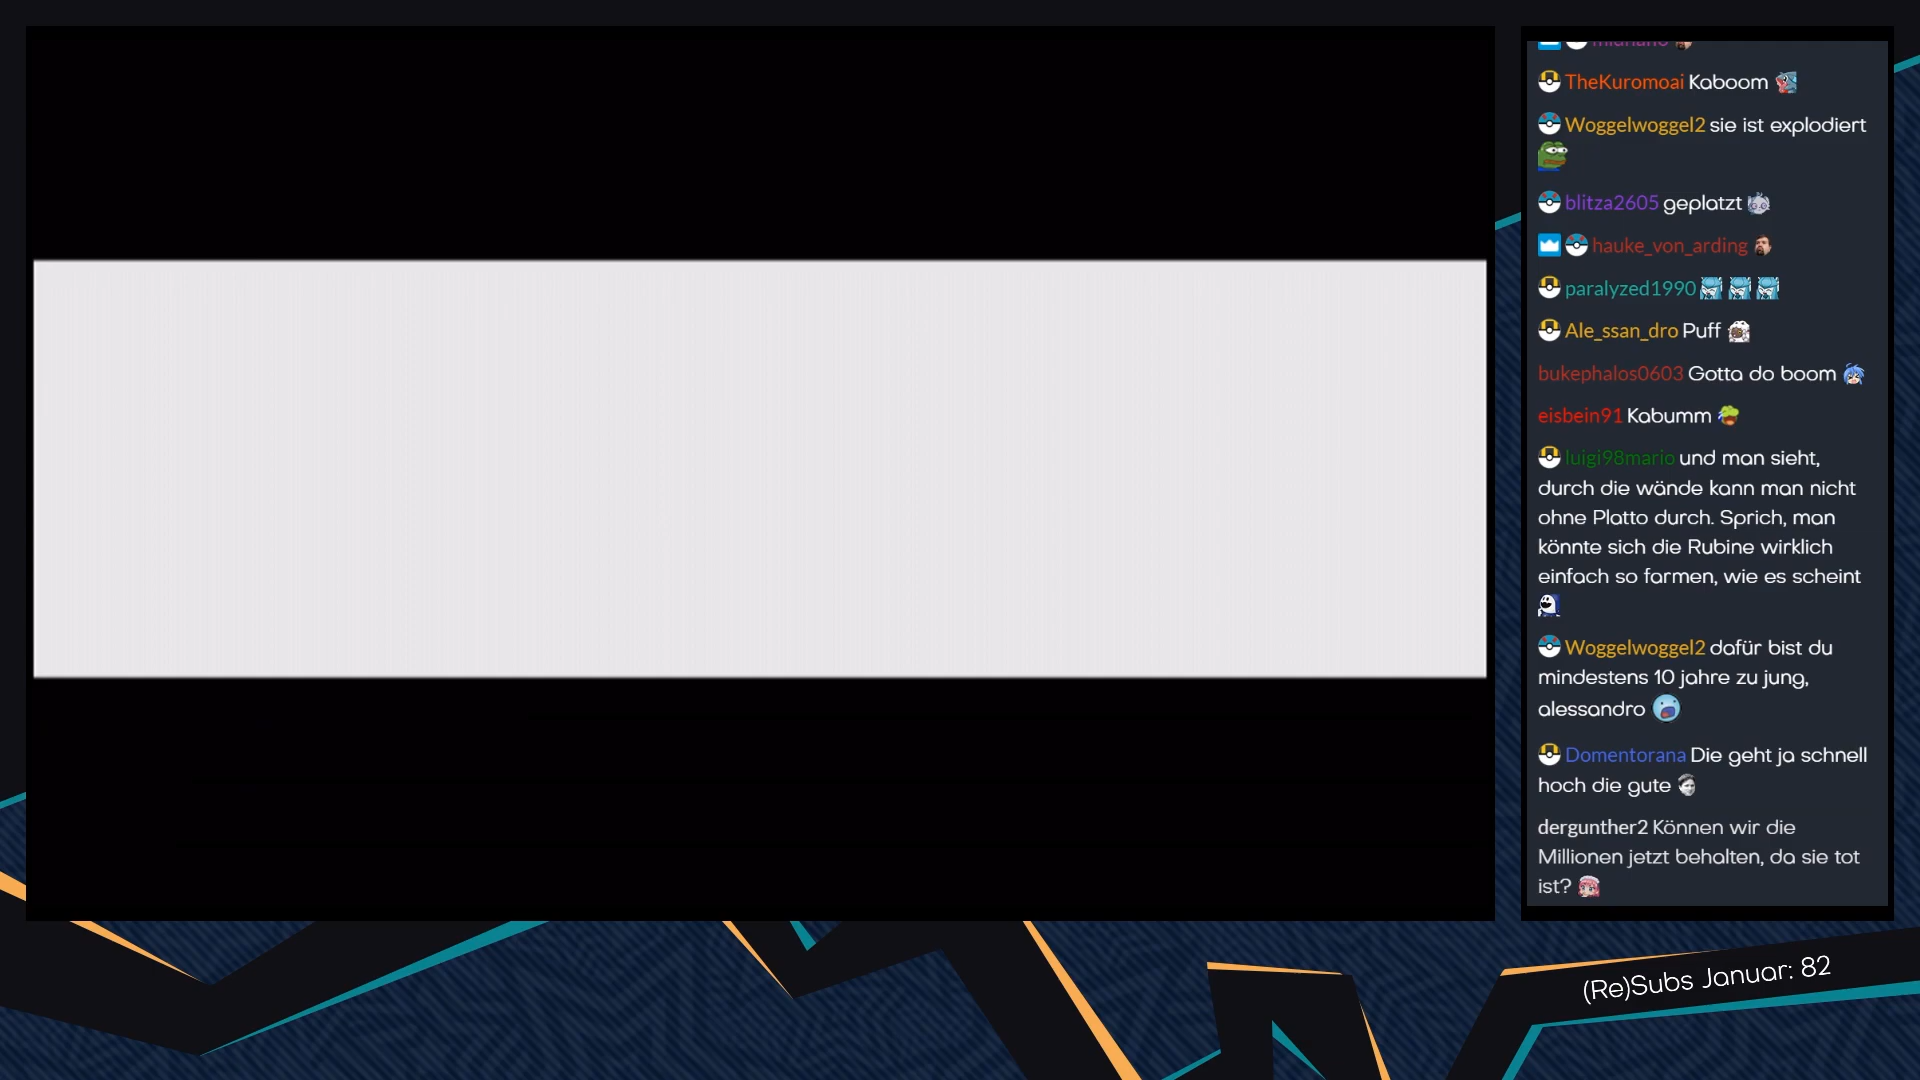 TheKuromoai Kaboom
Woggelwoggel2 sie ist explodiert
blitza2605 geplatzt
hauke_von_arding
paralyzed1990
Ale_ssan_dro Puff
bukephalos0603 Gotta do boom
eisbein91 Kabumm
luigi98mario und man sieht,
durch die wände kann man nicht
ohne Platto durch. Sprich, man
könnte sich die Rubine wirklich
einfach so farmen, wie es scheint
Woggelwoggel2 dafür bist du
mindestens 10 jahre zu jung,
alessandro
Domentorana Die geht ja schnell
hoch die gute
dergunther2 Können wir die
Millionen jetzt behalten, da sie tot
ist?
(Re)Subs Januar: 82